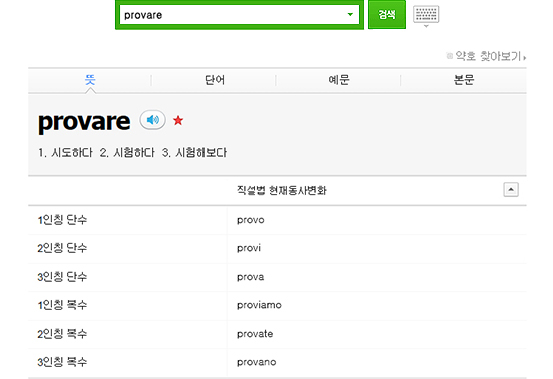 provare 검색
약호 찾아보기
뜻 단어 예문 본문
provare
1. 시도하다 2. 시험하다 3. 시험해보다
직설법 현재동사변화
1인칭 단수 provo
2인칭 단수 provi
3인칭 단수 prova
1인칭 복수 proviamo
2인칭 복수 provate
3인칭 복수 provano